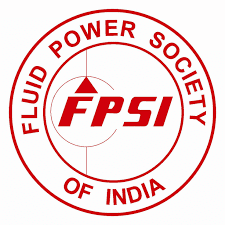 FLUID POWER SOCIETY
FPSI
OF INDIA